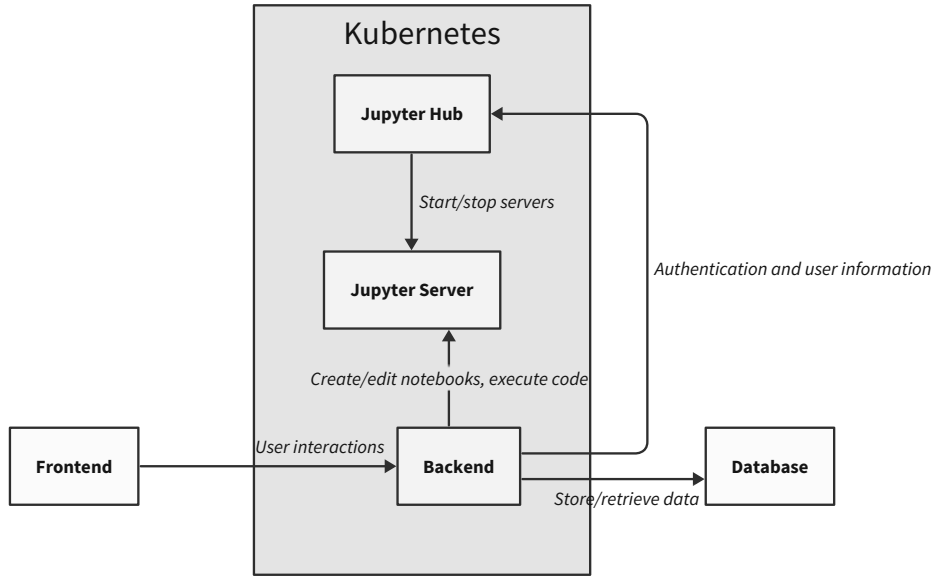 Kubernetes
Jupyter Hub
Start/stop servers
Authentication and user information
Jupyter Server
Create/edit notebooks, execute code
User interactions
Frontend
Backend
Database
Store/retrieve data